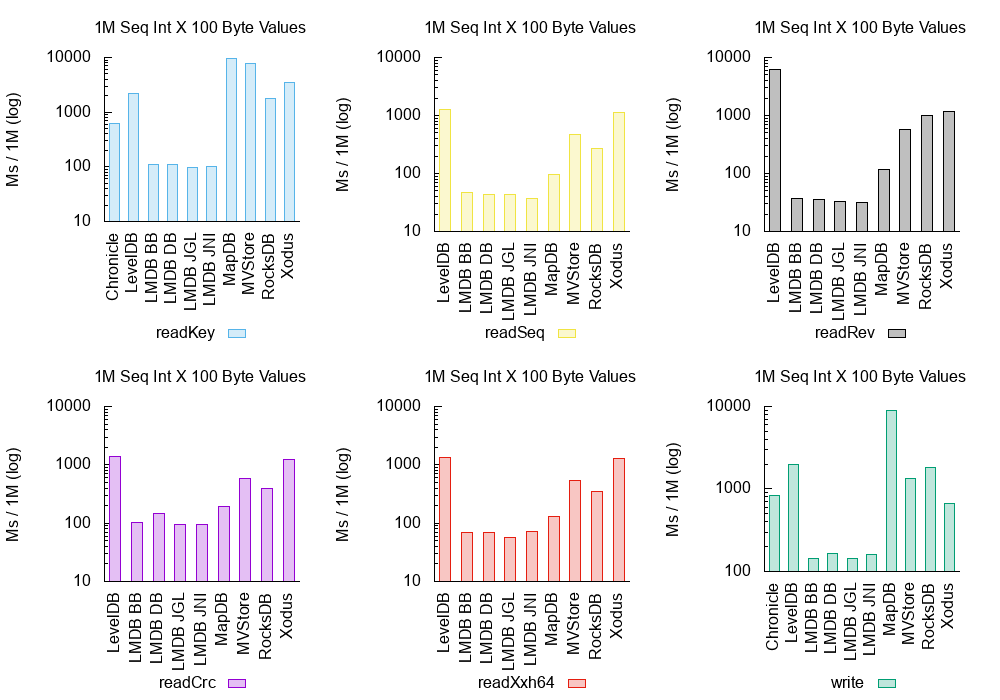 1M Seq Int X 100 Byte Values
Ms / 1M (log)
10000
1000
100
10
Chronicle
LevelDB
LMDB BB
LMDB DB
LMDB JGL
LMDB JNI
MapDB
MVStore
RocksDB
Xodus
readKey
1M Seq Int X 100 Byte Values
Ms / 1M (log)
10000
1000
100
10
LevelDB
LMDB BB
LMDB DB
LMDB JGL
LMDB JNI
MapDB
MVStore
RocksDB
Xodus
readSeq
1M Seq Int X 100 Byte Values
Ms / 1M (log)
10000
1000
100
10
LevelDB
LMDB BB
LMDB DB
LMDB JGL
LMDB JNI
MapDB
MVStore
RocksDB
Xodus
readRev
1M Seq Int X 100 Byte Values
Ms / 1M (log)
10000
1000
100
10
LevelDB
LMDB BB
LMDB DB
LMDB JGL
LMDB JNI
MapDB
MVStore
RocksDB
Xodus
readCrc
1M Seq Int X 100 Byte Values
Ms / 1M (log)
10000
1000
100
10
LevelDB
LMDB BB
LMDB DB
LMDB JGL
LMDB JNI
MapDB
MVStore
RocksDB
Xodus
readXxh64
1M Seq Int X 100 Byte Values
Ms / 1M (log)
10000
1000
100
Chronicle
LevelDB
LMDB BB
LMDB DB
LMDB JGL
LMDB JNI
MapDB
MVStore
RocksDB
Xodus
write